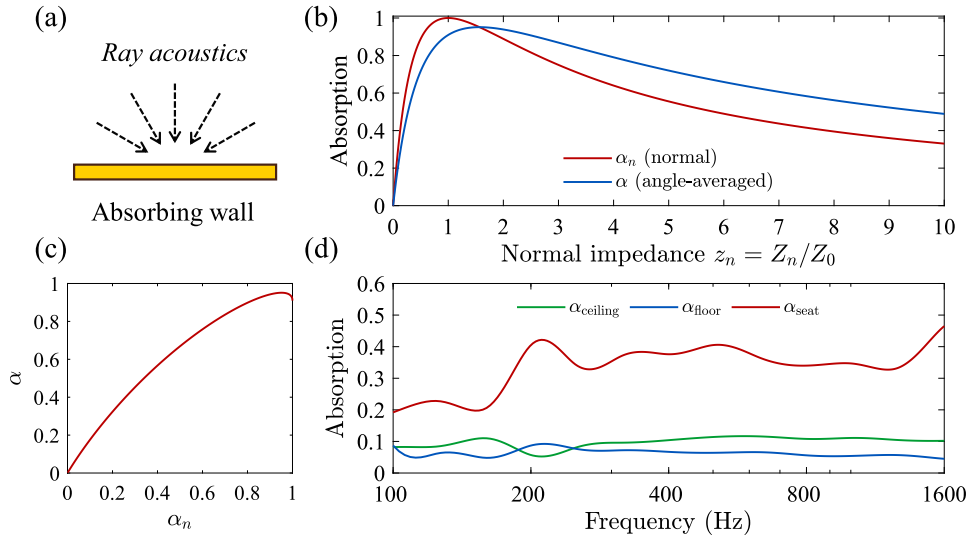 (a)
Ray acoustics
Absorbing wall
(b)
Absorption
1
0.8
0.6
0.4
0.2
0
αn (normal)
α (angle-averaged)
0 1 2 3 4 5 6 7 8 9 10
Normal impedance zn = Zn/Z0
(c)
α
1
0.8
0.6
0.4
0.2
0
0 0.2 0.4 0.6 0.8 1
αn
(d)
Absorption
0.6
0.5
0.4
0.3
0.2
0.1
0
αceiling αfloor αseat
100 200 400 800 1600
Frequency (Hz)